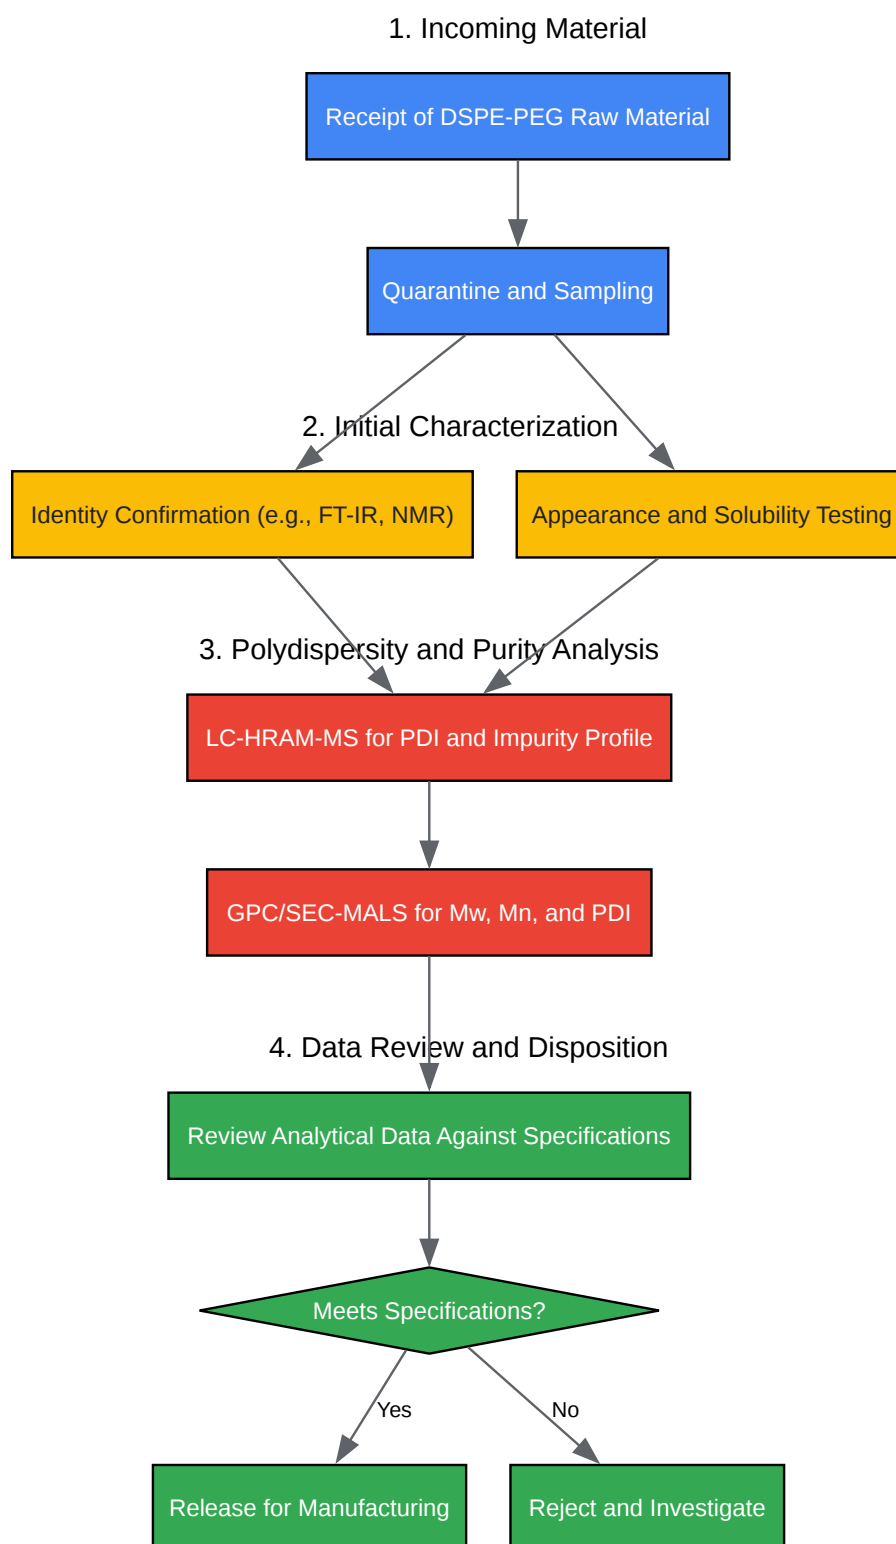 1. Incoming Material
Receipt of DSPE-PEG Raw Material
Quarantine and Sampling
2. Initial Characterization
Identity Confirmation (e.g., FT-IR, NMR)
Appearance and Solubility Testing
3. Polydispersity and Purity Analysis
LC-HRAM-MS for PDI and Impurity Profile
GPC/SEC-MALS for Mw, Mn, and PDI
4. Data Review and Disposition
Review Analytical Data Against Specifications
Meets Specifications?
Yes
No
Release for Manufacturing
Reject and Investigate